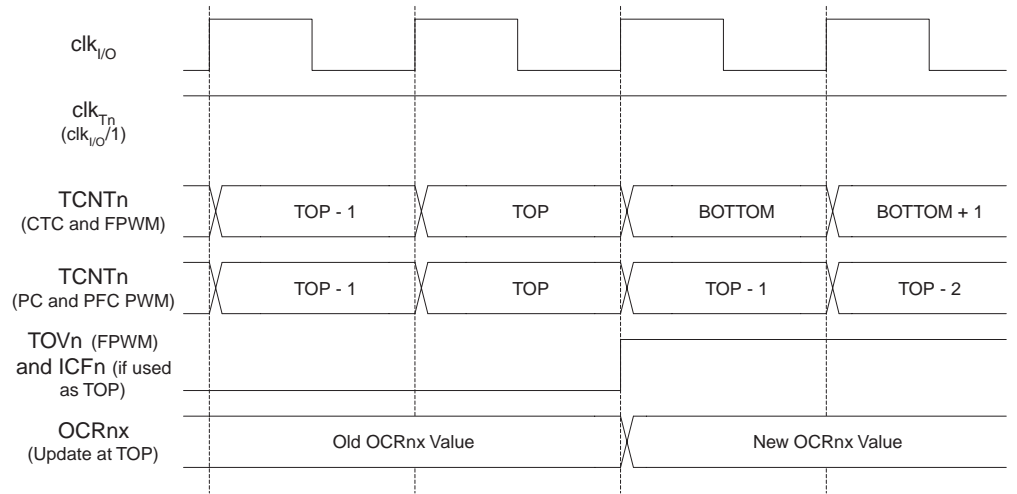 clkI/O
clkTn
(clkI/O/1)
TCNTn
(CTC and FPWM)
TOP - 1
TOP
BOTTOM
BOTTOM + 1
TCNTn
(PC and PFC PWM)
TOP - 1
TOP
TOP - 1
TOP - 2
TOVn (FPWM)
and ICFn (if used
as TOP)
OCRnx
(Update at TOP)
Old OCRnx Value
New OCRnx Value